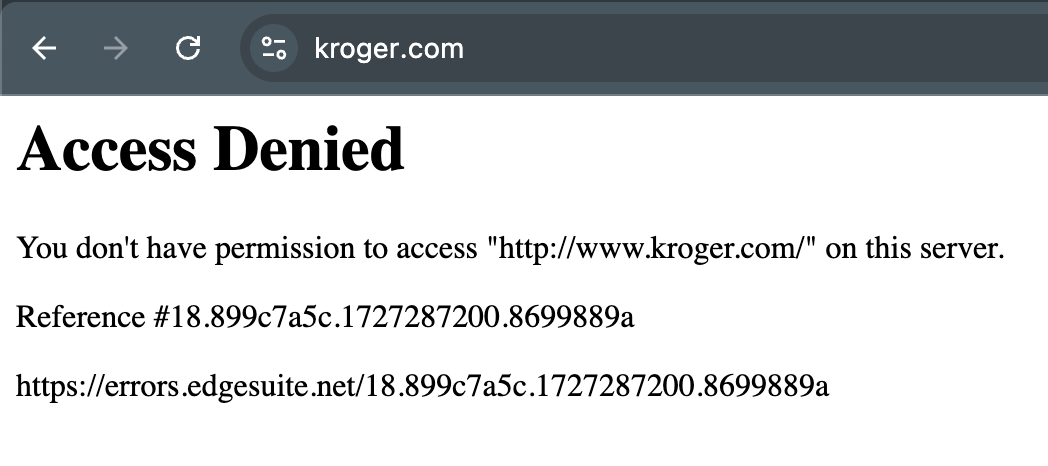 kroger.com
Access Denied
You don't have permission to access "http://www.kroger.com/" on this server.
Reference #18.899c7a5c.1727287200.8699889a
https://errors.edgesuite.net/18.899c7a5c.1727287200.8699889a